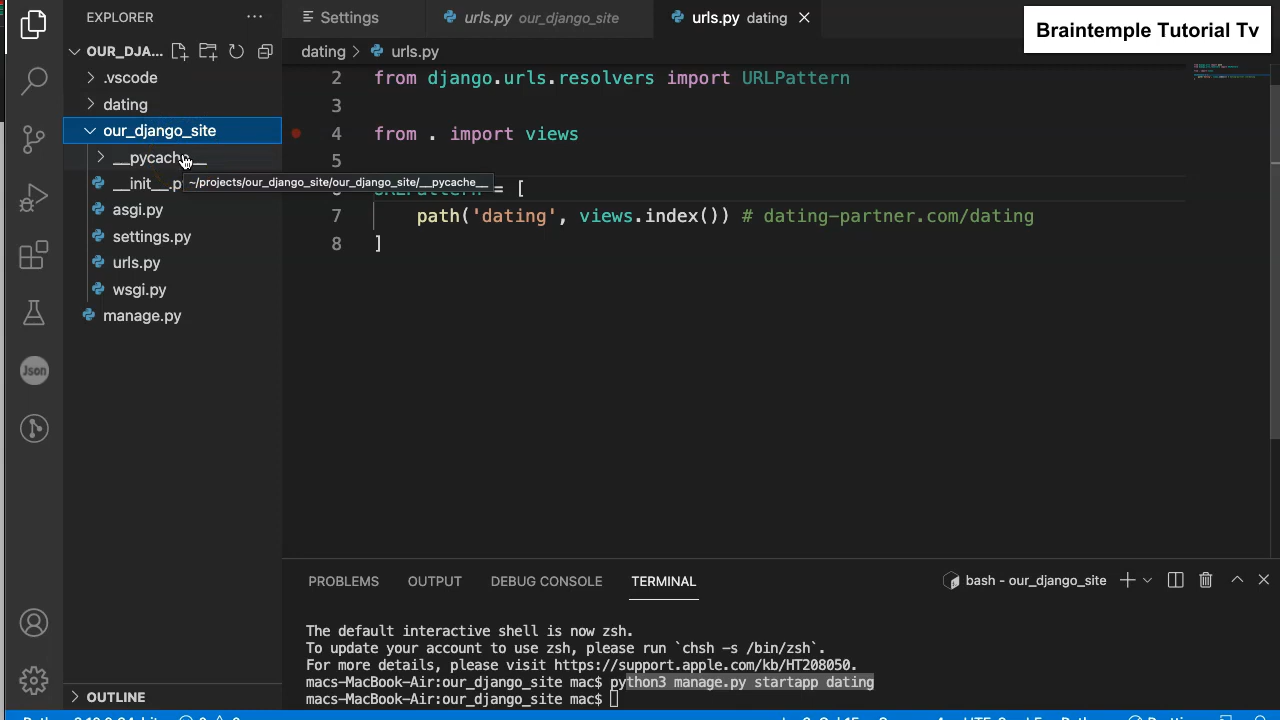 EXPLORER
Settings
urls.py our_django_site
urls.py dating
Braintemple Tutorial Tv
OUR_DJA...
.vscode
dating
our_django_site
__pycache__
__init__.py
~/projects/our_django_site/our_django_site/__pycache__
asgi.py
settings.py
urls.py
wsgi.py
manage.py
dating > urls.py
2 from django.urls.resolvers import URLPattern
3
4 from . import views
5
= [
7 path('dating', views.index()) # dating-partner.com/dating
8 ]
Json
PROBLEMS OUTPUT DEBUG CONSOLE TERMINAL
bash - our_django_site
The default interactive shell is now zsh.
To update your account to use zsh, please run `chsh -s /bin/zsh`.
For more details, please visit https://support.apple.com/kb/HT208050.
macs-MacBook-Air:our_django_site mac$ python3 manage.py startapp dating
macs-MacBook-Air:our_django_site mac$
OUTLINE